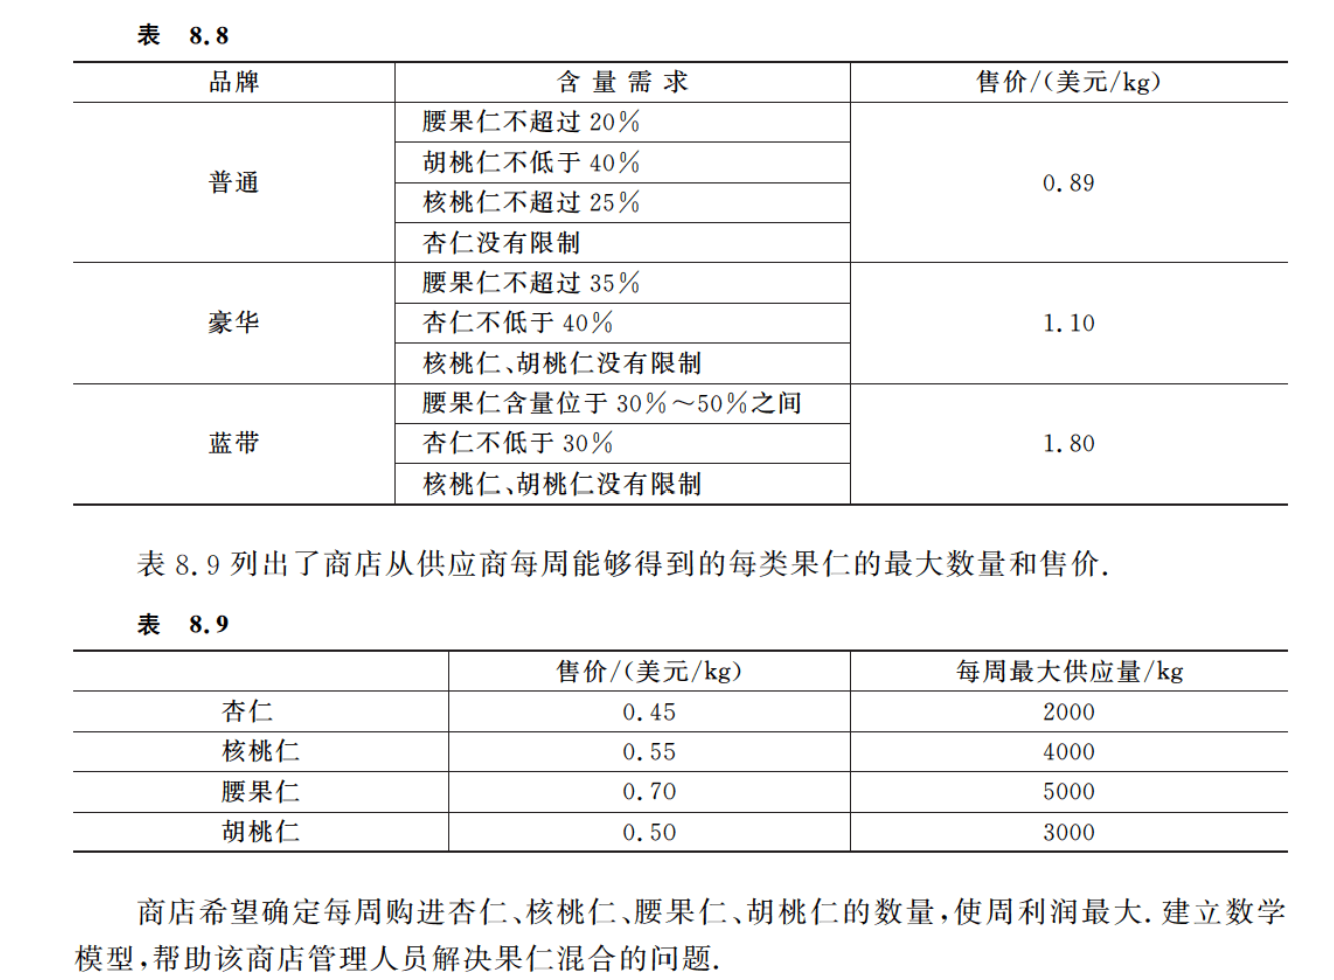 表 8.8
品牌 含量需求 售价/(美元/kg)
腰果仁不超过 20%
胡桃仁不低于 40%
普通 0.89
核桃仁不超过 25%
杏仁没有限制
腰果仁不超过 35%
豪华 杏仁不低于 40% 1.10
核桃仁、胡桃仁没有限制
腰果仁含量位于 30%~50%之间
蓝带 杏仁不低于 30% 1.80
核桃仁、胡桃仁没有限制
表 8.9 列出了商店从供应商每周能够得到的每类果仁的最大数量和售价.
表 8.9
售价/(美元/kg) 每周最大供应量/kg
杏仁 0.45 2000
核桃仁 0.55 4000
腰果仁 0.70 5000
胡桃仁 0.50 3000
商店希望确定每周购进杏仁、核桃仁、腰果仁、胡桃仁的数量,使周利润最大. 建立数学
模型,帮助该商店管理人员解决果仁混合的问题.